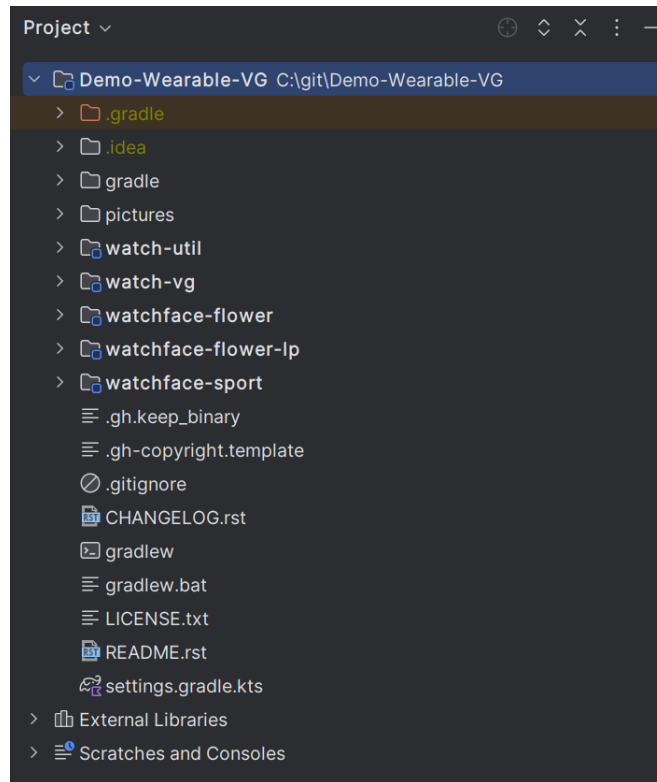 Project
Demo-Wearable-VG C:\git\Demo-Wearable-VG
.gradle
.idea
gradle
pictures
watch-util
watch-vg
watchface-flower
watchface-flower-lp
watchface-sport
.gh.keep_binary
.gh-copyright.template
.gitignore
RST CHANGELOG.rst
gradlew
gradlew.bat
LICENSE.txt
RST README.rst
settings.gradle.kts
External Libraries
Scratches and Consoles